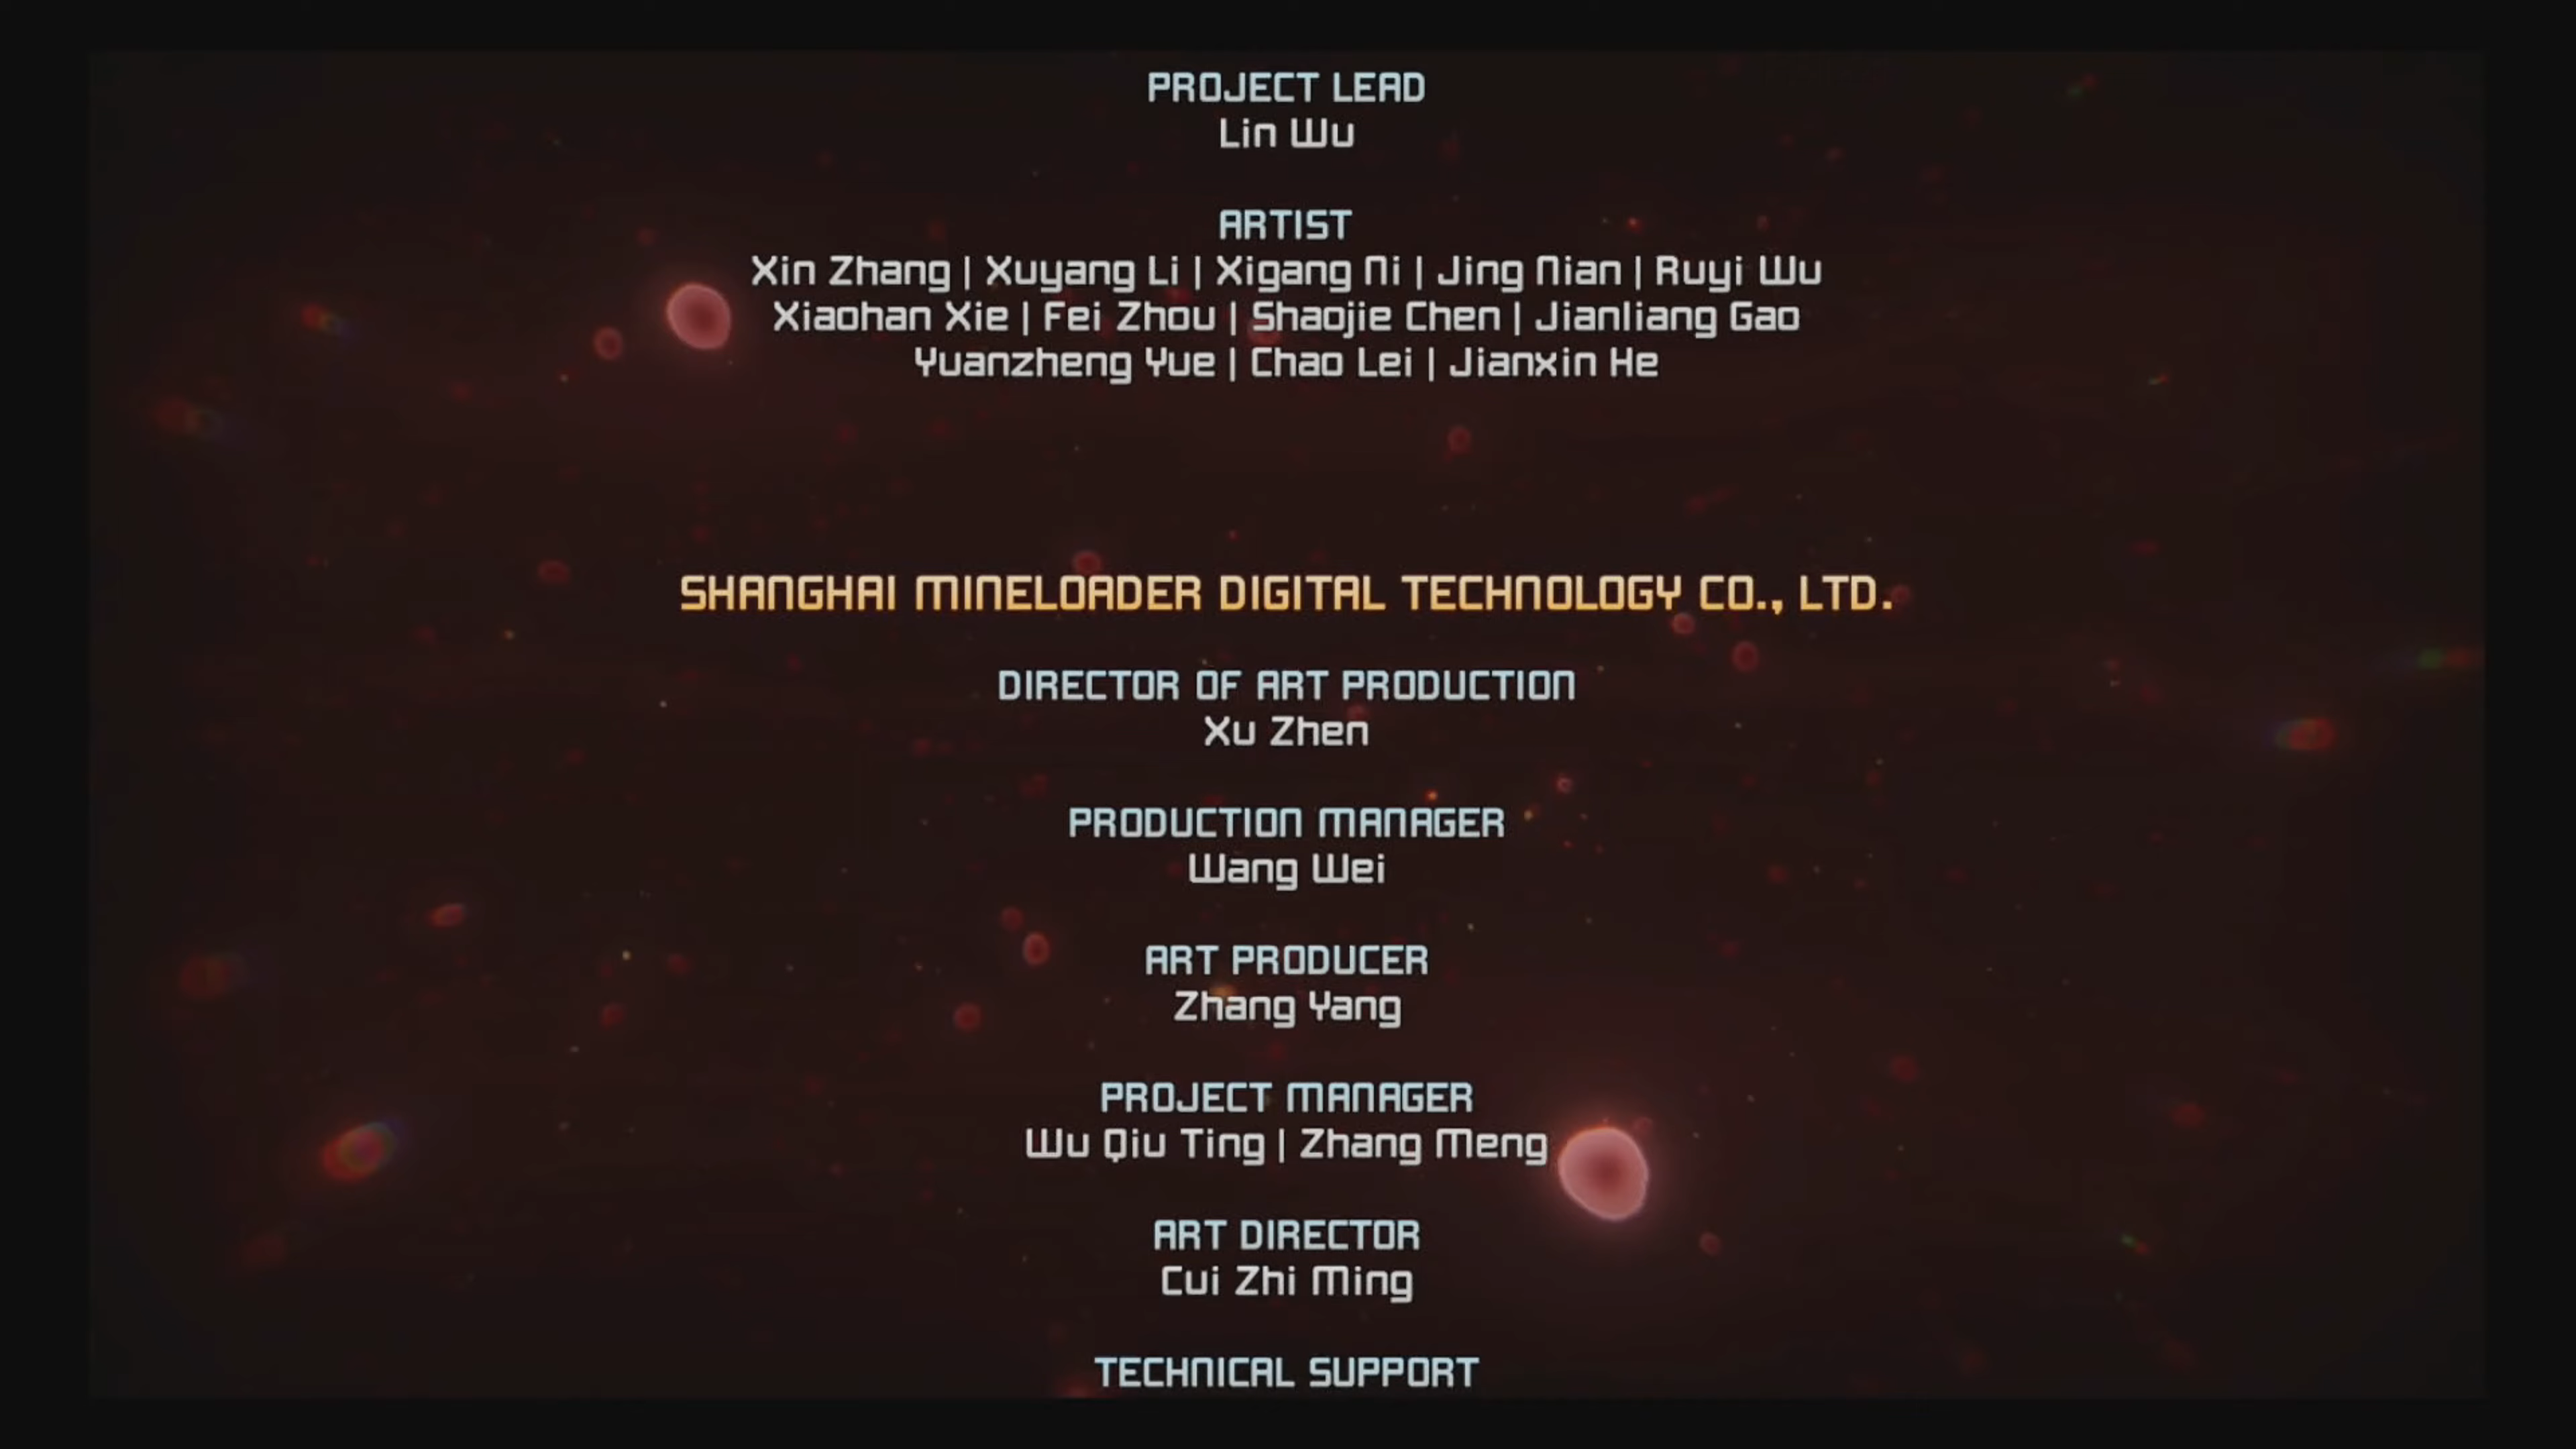 PROJECT LEAD
Lin Wu
ARTIST
Xin Zhang | Xuyang Li | Xigang Ni | Jing Nian | Ruyi Wu
Xiaohan Xie | Fei Zhou | Shaojie Chen | Jianliang Gao
Yuanzheng Yue | Chao Lei | Jianxin He
SHANGHAI MINELOADER DIGITAL TECHNOLOGY CO., LTD.
DIRECTOR OF ART PRODUCTION
Xu Zhen
PRODUCTION MANAGER
Wang Wei
ART PRODUCER
Zhang Yang
PROJECT MANAGER
Wu Qiu Ting | Zhang Meng
ART DIRECTOR
Cui Zhi Ming
TECHNICAL SUPPORT